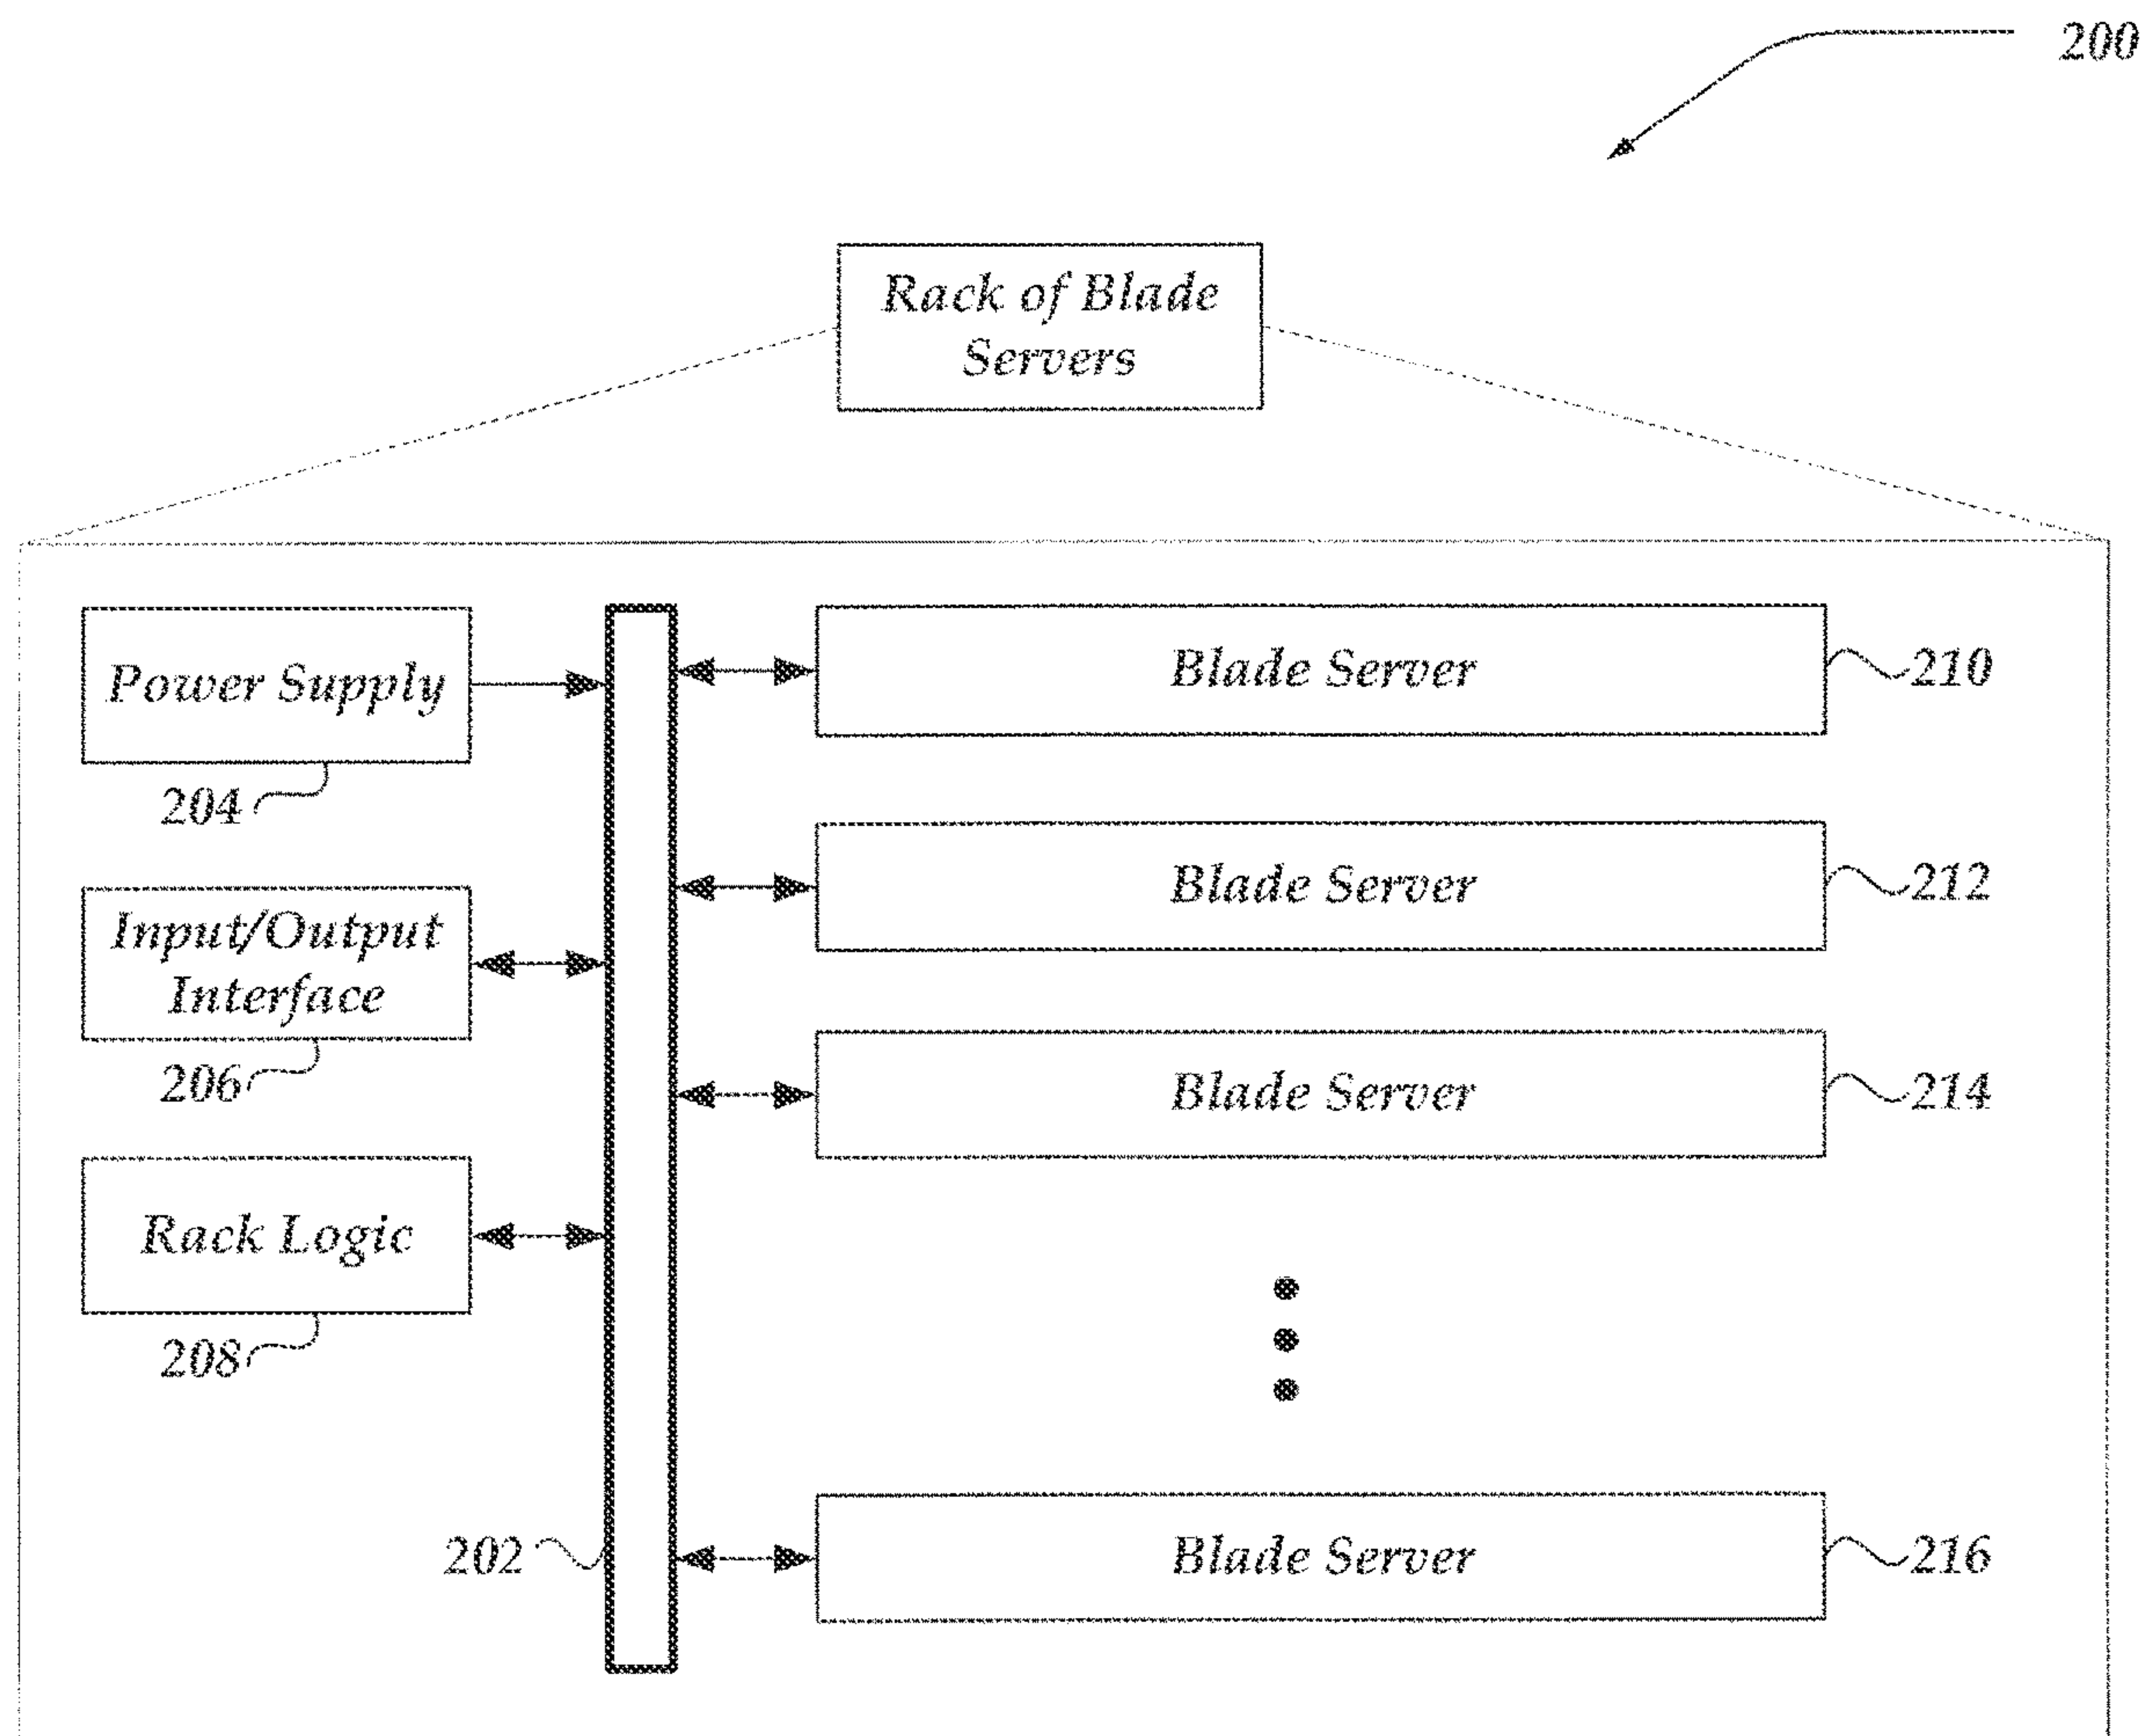 200
Rack of Blade
Servers
Power Supply
204
Input/Output
Interface
206
Rack Logic
208
202
Blade Server
210
Blade Server
212
Blade Server
214
Blade Server
216